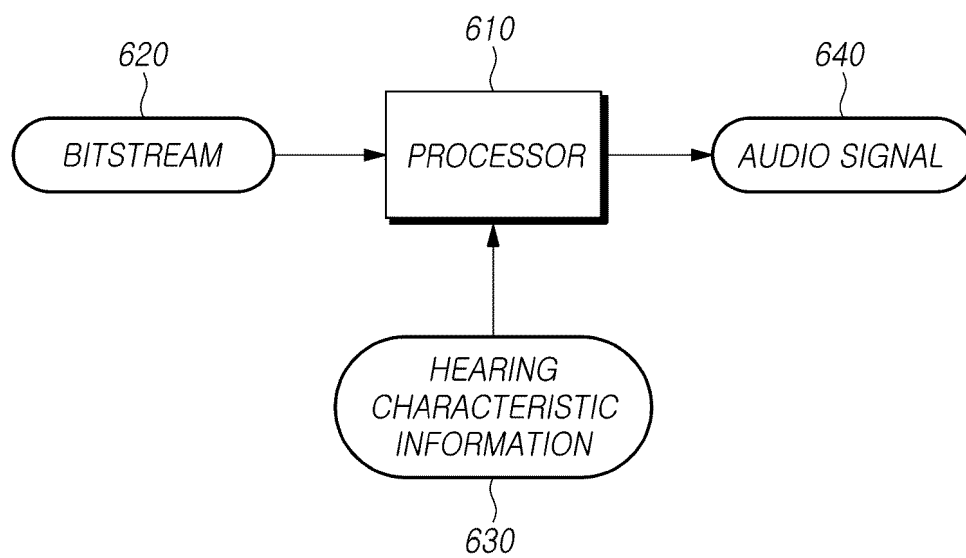 610
620
640
BITSTREAM
PROCESSOR
AUDIO SIGNAL
HEARING
CHARACTERISTIC
INFORMATION
630